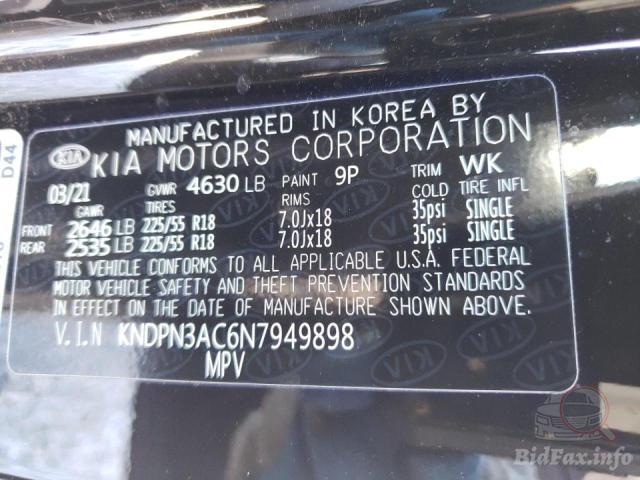 MANUFACTURED IN KOREA BY
KIA KIA MOTORS CORPORATION
03/21 GVWR 4630 LB PAINT 9P TRIM WK
GAWR TIRES RIMS COLD TIRE INFL
FRONT 2646 LB 225/55 R18 7.0Jx18 35psi SINGLE
REAR 2535 LB 225/55 R18 7.0Jx18 35psi SINGLE
THIS VEHICLE CONFORMS TO ALL APPLICABLE U.S.A. FEDERAL
MOTOR VEHICLE SAFETY AND THEFT PREVENTION STANDARDS
IN EFFECT ON THE DATE OF MANUFACTURE SHOWN ABOVE.
V.I.N KNDPN3AC6N7949898
MPV
D44
BidFax.info